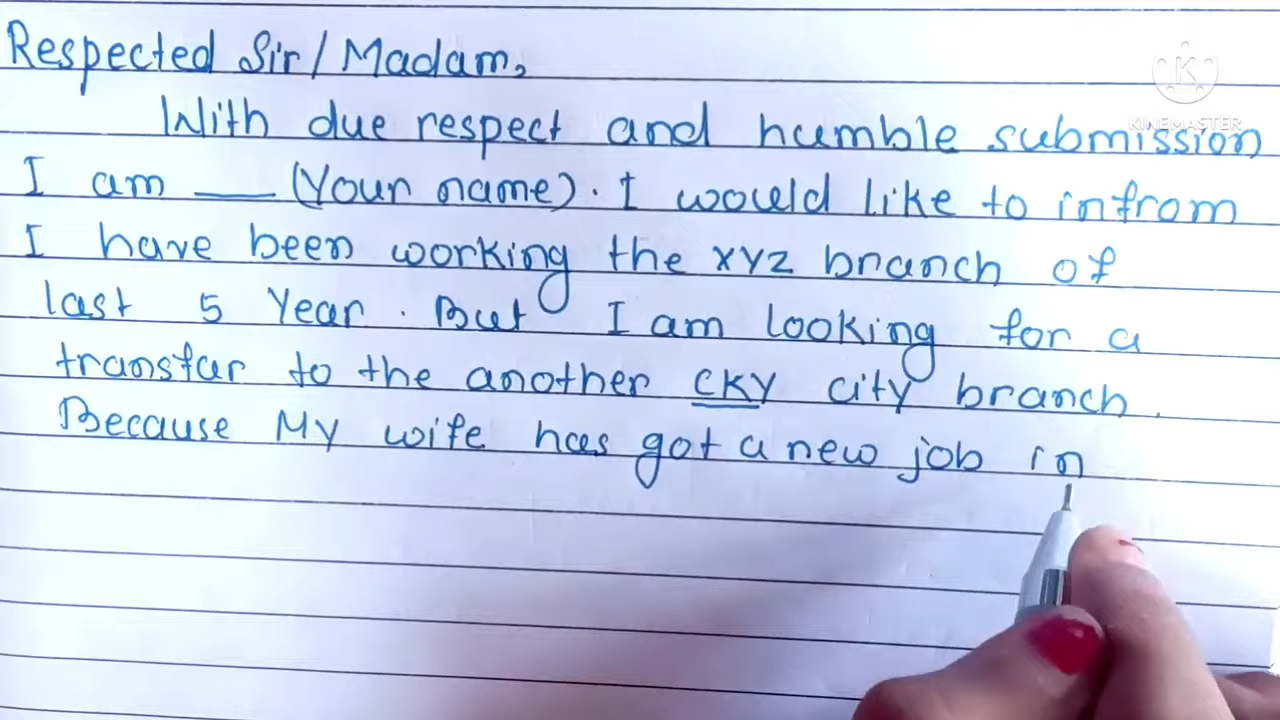 Respected Sir/Madam,
With due respect and humble submission
I am ___ (Your name). I would like to infrom
I have been working the XYZ branch of
last 5 Year. But I am looking for a
transfar to the another CKY city branch.
Because My wife has got a new job in
KINEMASTER